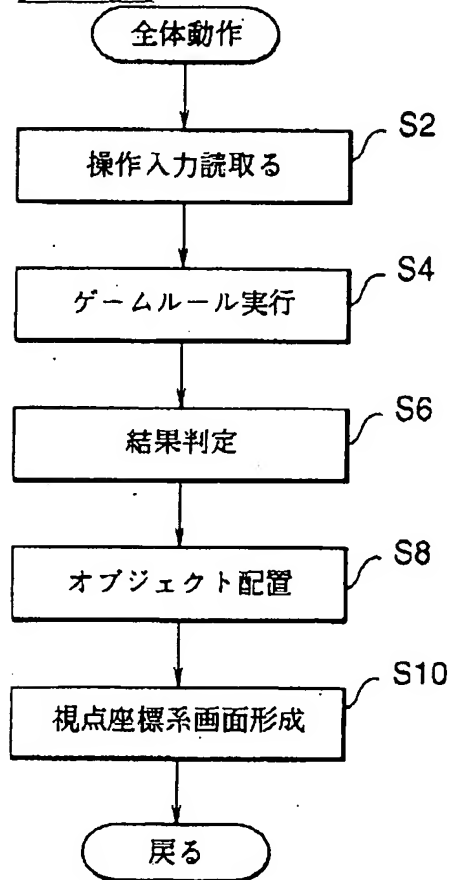 全体動作
操作入力読取る
S2
ゲームルール実行
S4
結果判定
S6
オブジェクト配置
S8
視点座標系画面形成
S10
戻る